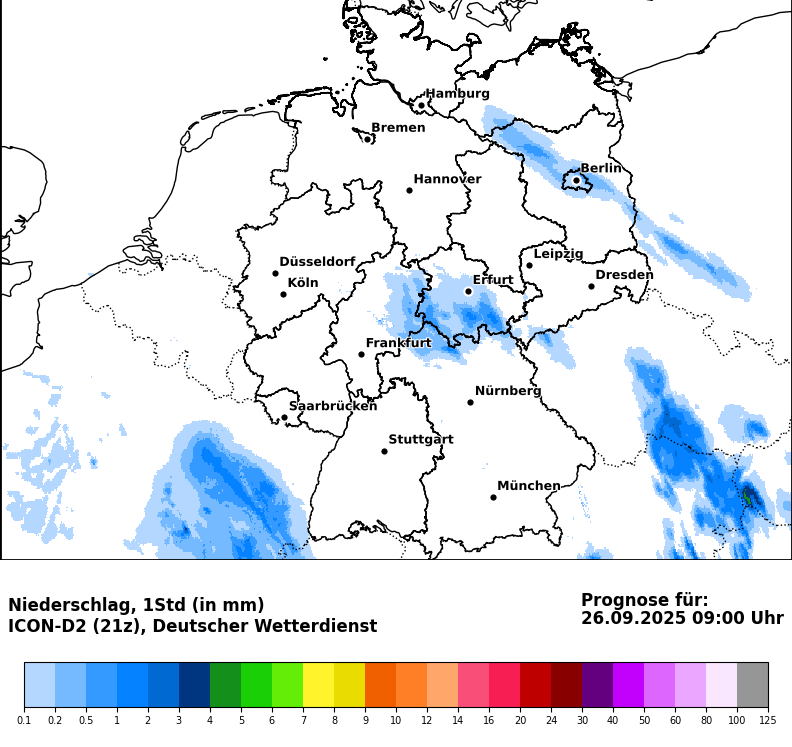 Hamburg
Bremen
Berlin
Hannover
Leipzig
Düsseldorf
Dresden
Erfurt
Köln
Frankfurt
Nürnberg
Saarbrücken
Stuttgart
München
Niederschlag, 1Std (in mm)
ICON-D2 (21z), Deutscher Wetterdienst
Prognose für:
26.09.2025 09:00 Uhr
0.1 0.2 0.5 1 2 3 4 5 6 7 8 9 10 12 14 16 20 24 30 40 50 60 80 100 125